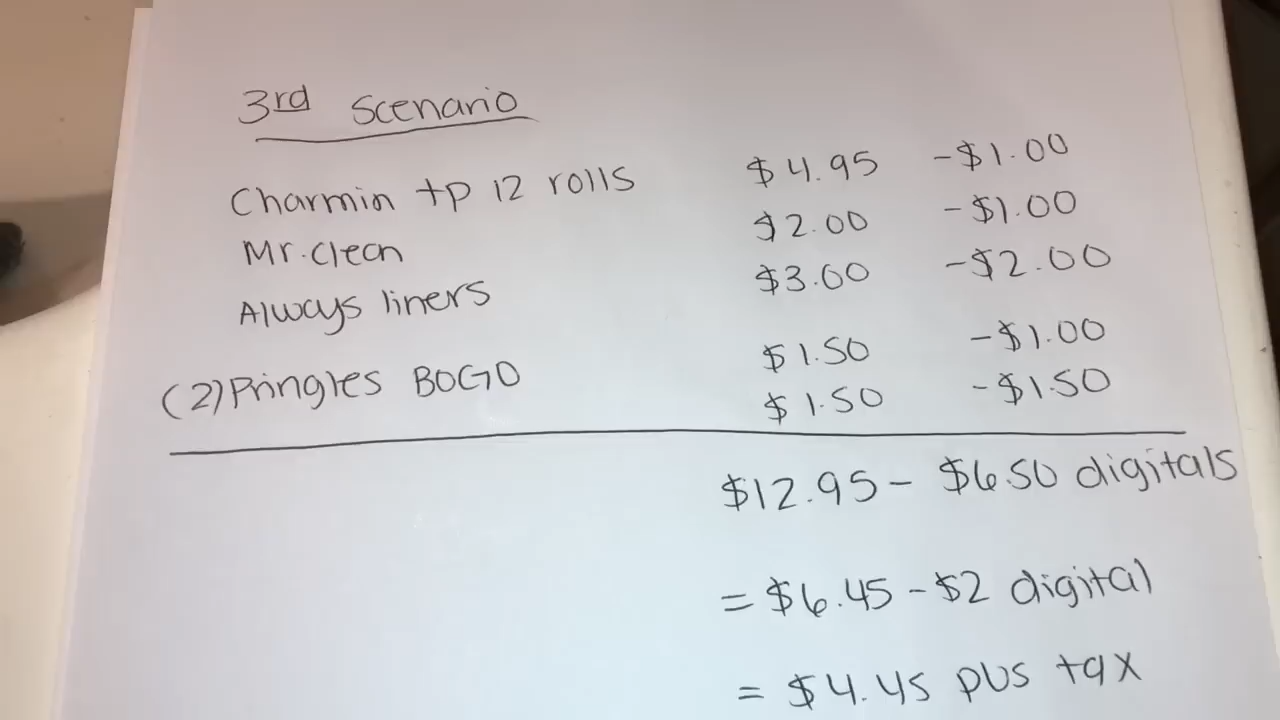 3rd Scenario
Charmin tp 12 rolls $4.95 -$1.00
Mr. Clean $2.00 -$1.00
Always liners $3.00 -$2.00
(2) Pringles BOGO $1.50 -$1.00
$1.50 -$1.50
$12.95 - $6.50 digitals
= $6.45 - $2 digital
= $4.45 pus tax